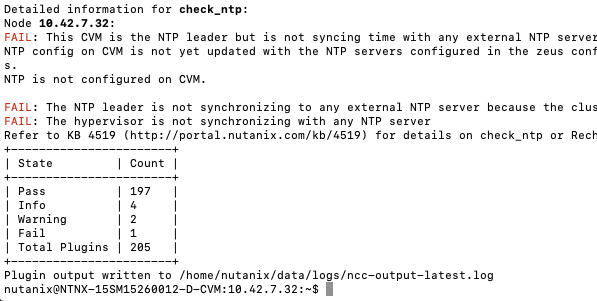 Detailed information for check_ntp:
Node 10.42.7.32:
FAIL: This CVM is the NTP leader but is not syncing time with any external NTP server
NTP config on CVM is not yet updated with the NTP servers configured in the zeus conf
s.
NTP is not configured on CVM.
FAIL: The NTP leader is not synchronizing to any external NTP server because the clus
FAIL: The hypervisor is not synchronizing with any NTP server
Refer to KB 4519 (http://portal.nutanix.com/kb/4519) for details on check_ntp or Rech
+-----------------------+
| State | Count |
+-----------------------+
| Pass | 197 |
| Info | 4 |
| Warning | 2 |
| Fail | 1 |
| Total Plugins | 205 |
+-----------------------+
Plugin output written to /home/nutanix/data/logs/ncc-output-latest.log
nutanix@NTNX-15SM15260012-D-CVM:10.42.7.32:~$